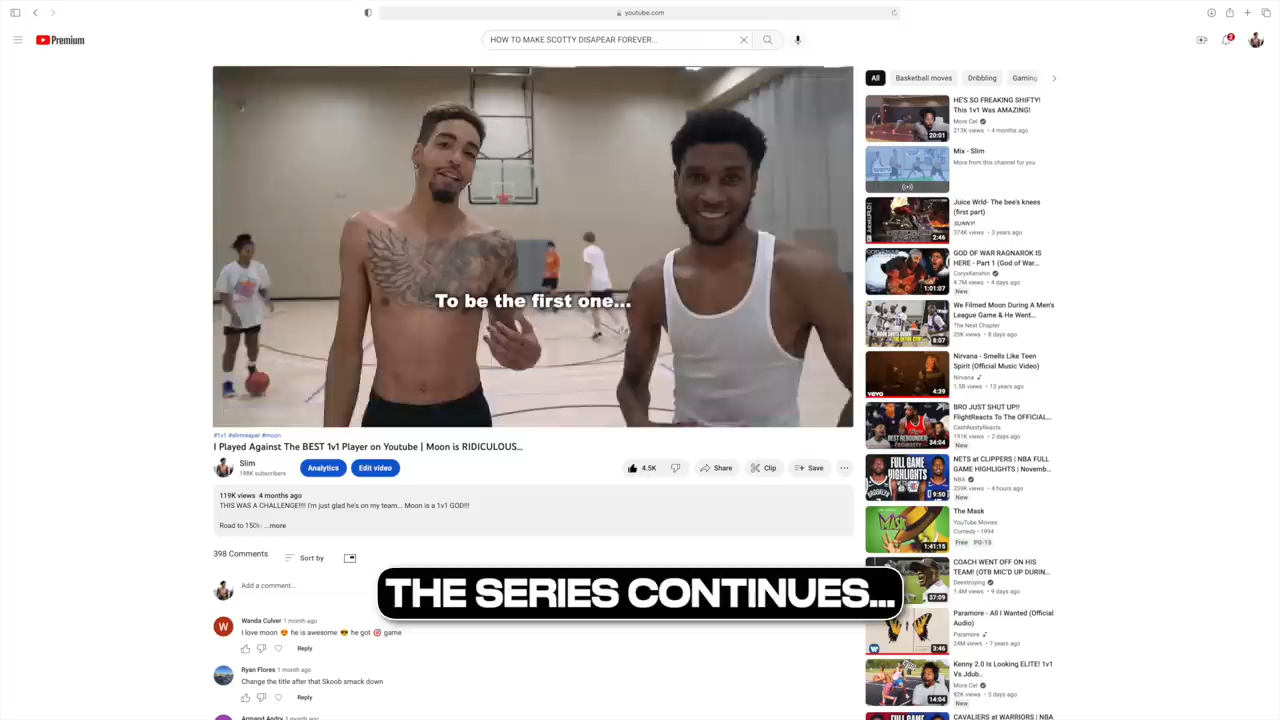 youtube.com
Premium
HOW TO MAKE SCOTTY DISAPEAR FOREVER...
2
To be the first one...
#1v1 #slimreaper #moon
I Played Against The BEST 1v1 Player on Youtube | Moon is RIDICULOUS...
Slim
198K subscribers
Analytics
Edit video
4.5K
Share
Clip
Save
119K views 4 months ago
THIS WAS A CHALLENGE!!!! I'm just glad he's on my team... Moon is a 1v1 GOD!!!
Road to 150k ...more
398 Comments
Sort by
Add a comment...
THE SERIES CONTINUES...
Wanda Culver 1 month ago
I love moon 😍 he is awesome 😎 he got 🎯 game
Reply
Ryan Flores 1 month ago
Change the title after that Skoob smack down
Reply
Armand Andry
All
Basketball moves
Dribbling
Gaming
HE'S SO FREAKING SHIFTY!
This 1v1 Was AMAZING!
More Cel
213K views • 4 months ago
20:01
Mix - Slim
More from this channel for you
Juice Wrld- The bee's knees
(first part)
SUNNY!
374K views • 3 years ago
2:46
GOD OF WAR RAGNAROK IS
HERE - Part 1 (God of War...
CoryxKenshin
4.7M views • 4 days ago
New
1:01:07
We Filmed Moon During A Men's
League Game & He Went...
The Next Chapter
25K views • 8 days ago
8:07
Nirvana - Smells Like Teen
Spirit (Official Music Video)
Nirvana
1.5B views • 13 years ago
vevo
4:39
BRO JUST SHUT UP!!
FlightReacts To The OFFICIAL...
CashNastyReacts
191K views • 2 days ago
New
BEST REBOUNDER
34:04
NETS at CLIPPERS | NBA FULL
GAME HIGHLIGHTS | Novemb...
NBA
359K views • 4 hours ago
New
FULL GAME
HIGHLIGHTS
9:50
The Mask
YouTube Movies
Comedy • 1994
Free PG-13
1:41:15
COACH WENT OFF ON HIS
TEAM! (OTB MIC'D UP DURIN...
Deestroying
1.4M views • 9 days ago
37:09
Paramore - All I Wanted (Official
Audio)
Paramore
24M views • 7 years ago
3:46
Kenny 2.0 Is Looking ELITE! 1v1
Vs Jdub..
More Cel
92K views • 3 days ago
New
14:04
CAVALIERS at WARRIORS | NBA